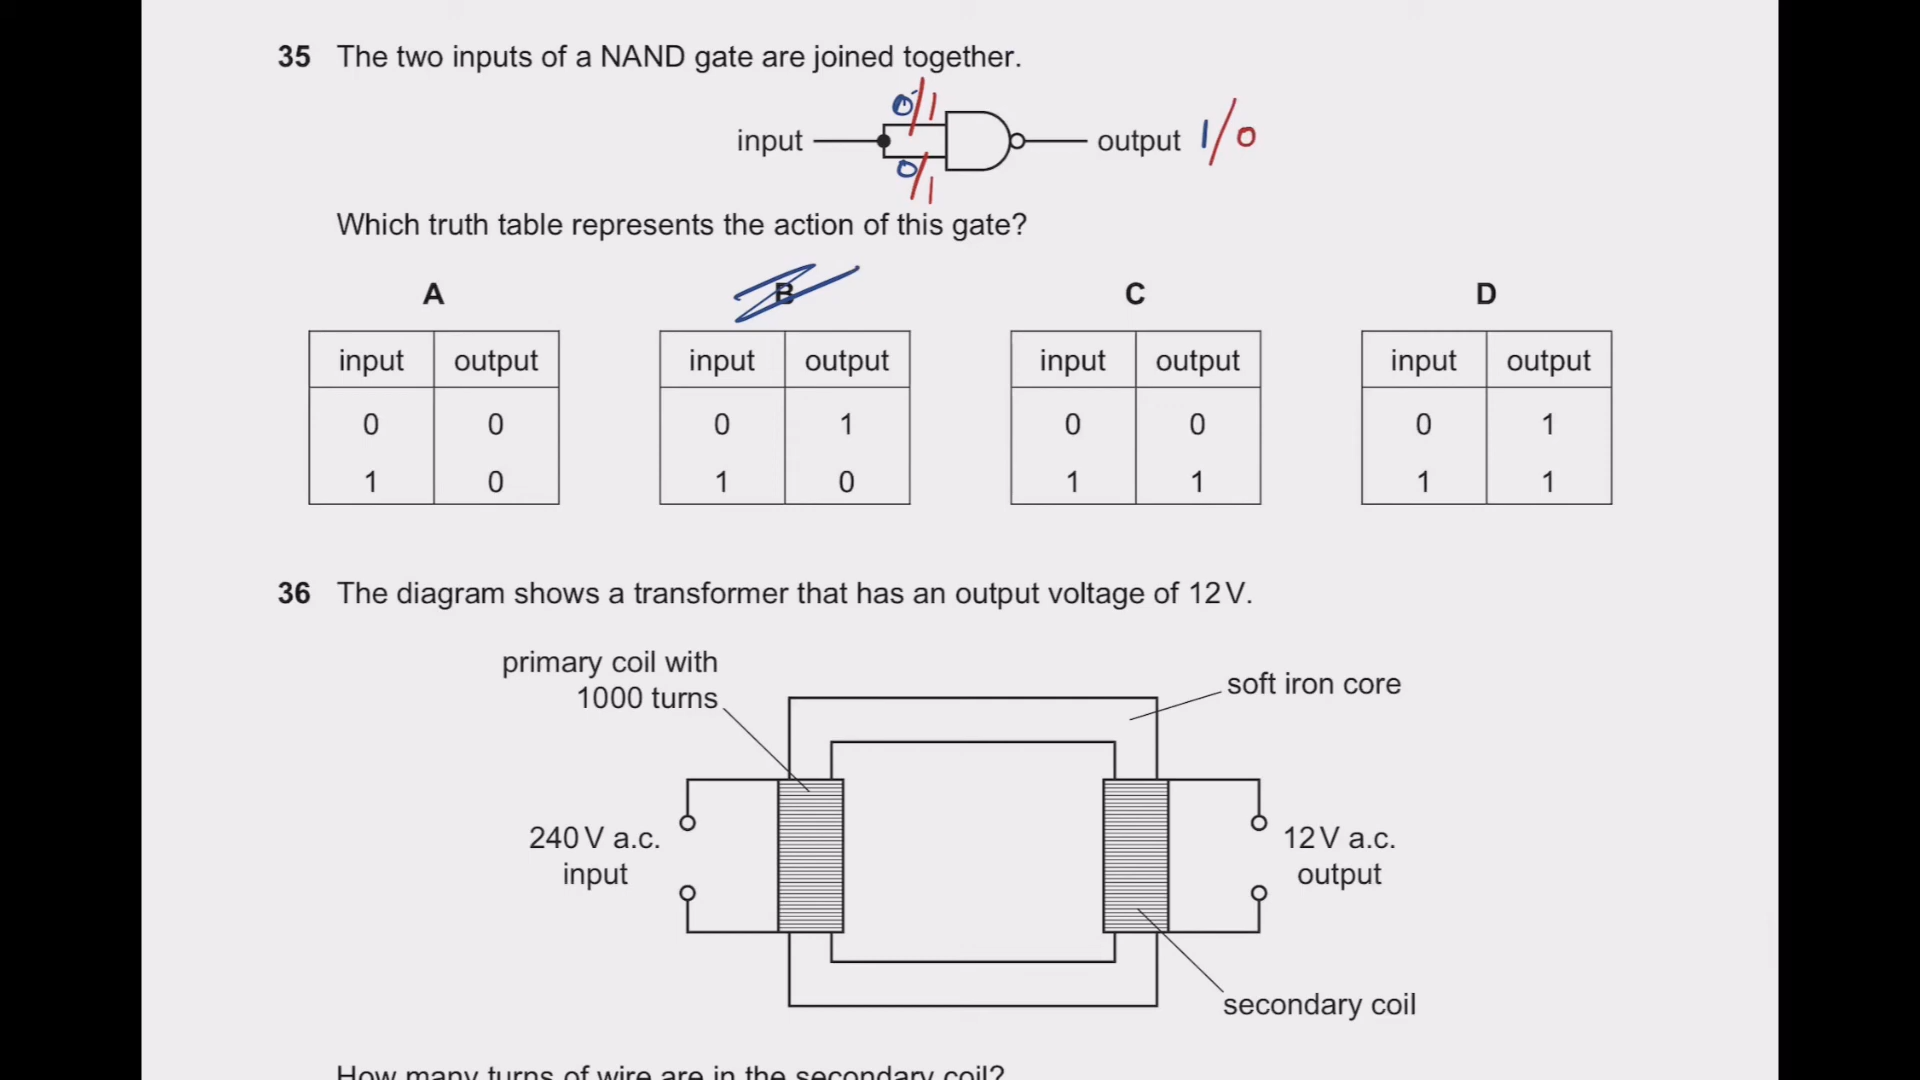 35 The two inputs of a NAND gate are joined together.
0/1
input
output 1/0
0/1
Which truth table represents the action of this gate?
A B C D
input output input output input output input output
0 0 0 1 0 0 0 1
1 0 1 0 1 1 1 1
36 The diagram shows a transformer that has an output voltage of 12 V.
primary coil with
1000 turns
soft iron core
240 V a.c.
input
12 V a.c.
output
secondary coil
How many turns of wire are in the secondary coil?